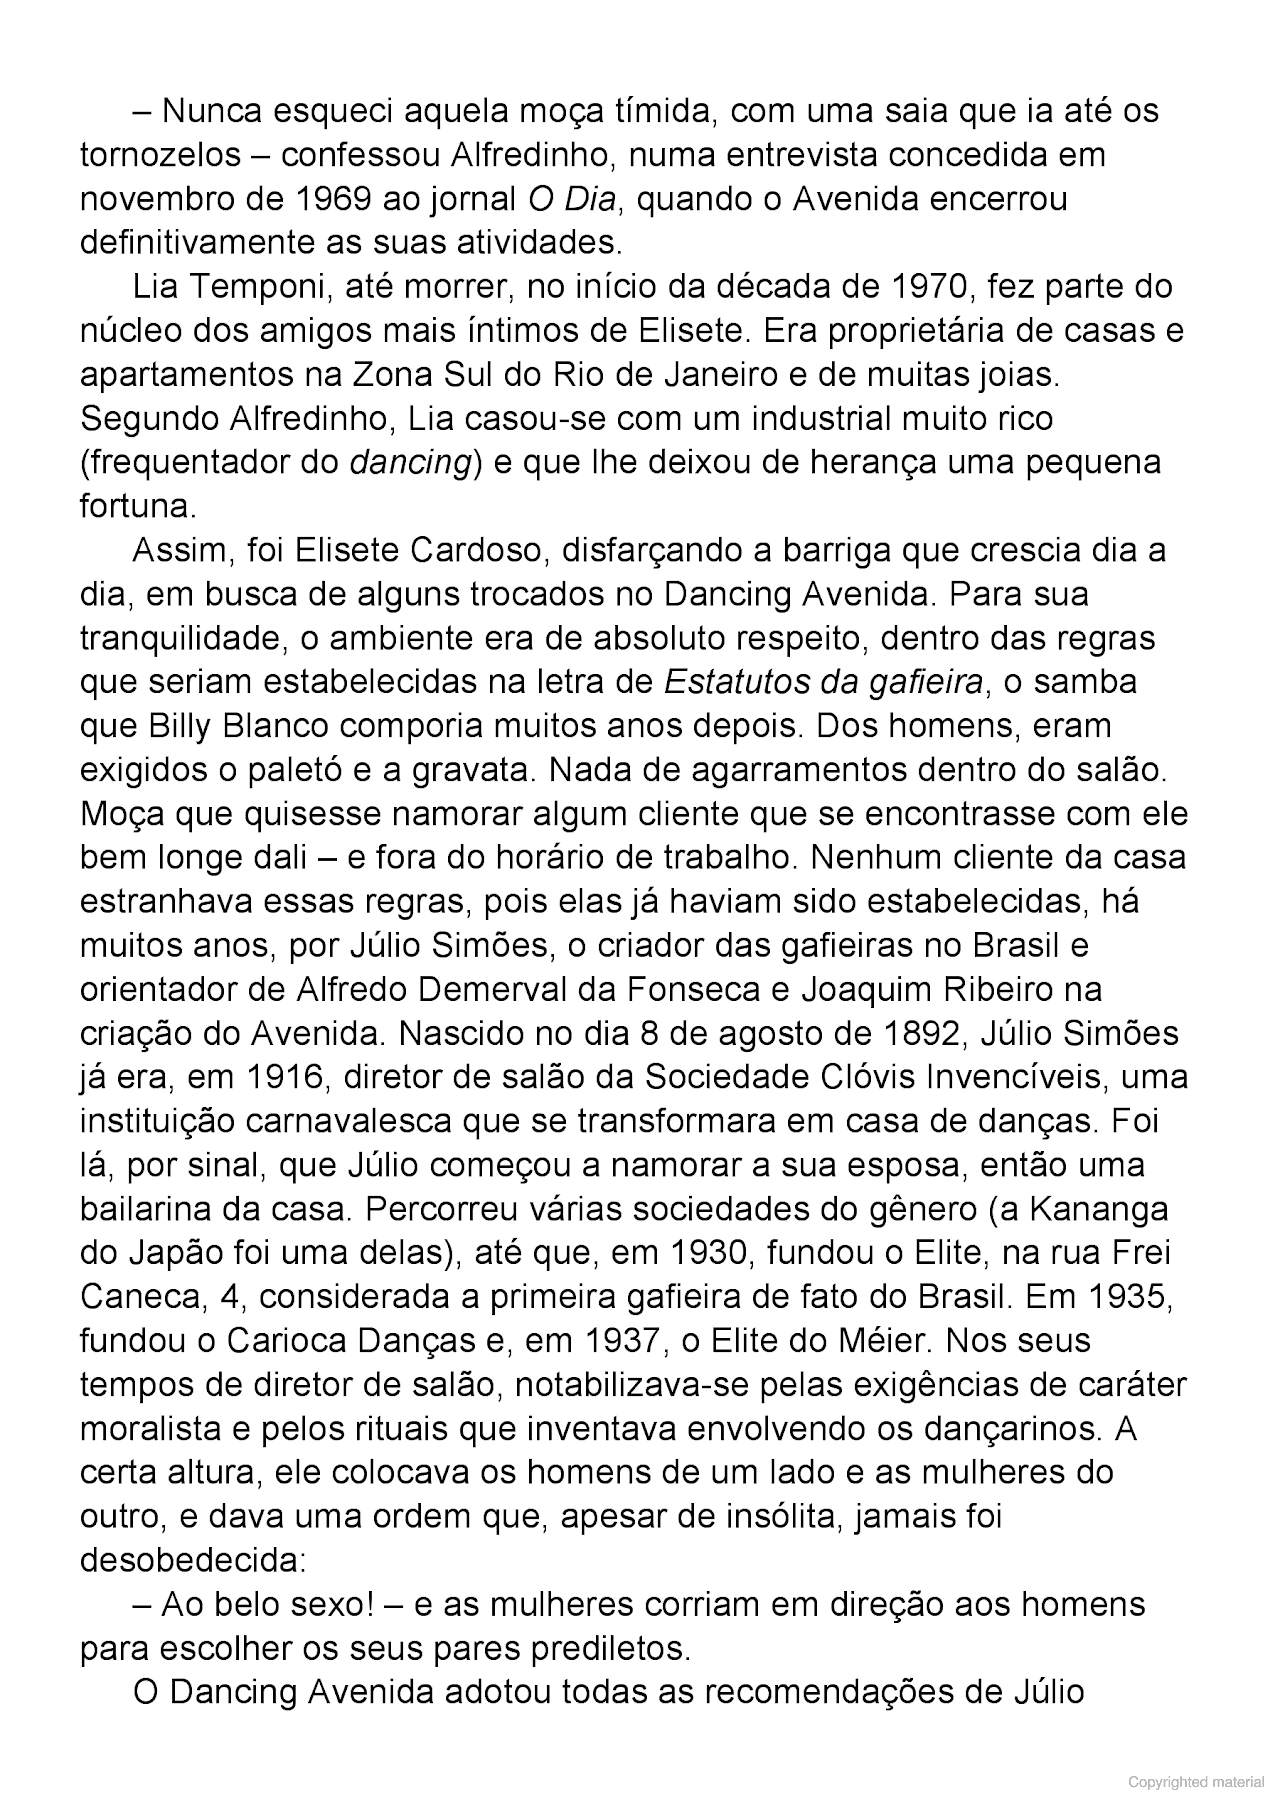 – Nunca esqueci aquela moça tímida, com uma saia que ia até os
tornozelos – confessou Alfredinho, numa entrevista concedida em
novembro de 1969 ao jornal O Dia, quando o Avenida encerrou
definitivamente as suas atividades.
Lia Temponi, até morrer, no início da década de 1970, fez parte do
núcleo dos amigos mais íntimos de Elisete. Era proprietária de casas e
apartamentos na Zona Sul do Rio de Janeiro e de muitas joias.
Segundo Alfredinho, Lia casou-se com um industrial muito rico
(frequentador do dancing) e que lhe deixou de herança uma pequena
fortuna.
Assim, foi Elisete Cardoso, disfarçando a barriga que crescia dia a
dia, em busca de alguns trocados no Dancing Avenida. Para sua
tranquilidade, o ambiente era de absoluto respeito, dentro das regras
que seriam estabelecidas na letra de Estatutos da gafieira, o samba
que Billy Blanco comporia muitos anos depois. Dos homens, eram
exigidos o paletó e a gravata. Nada de agarramentos dentro do salão.
Moça que quisesse namorar algum cliente que se encontrasse com ele
bem longe dali – e fora do horário de trabalho. Nenhum cliente da casa
estranhava essas regras, pois elas já haviam sido estabelecidas, há
muitos anos, por Júlio Simões, o criador das gafieiras no Brasil e
orientador de Alfredo Demerval da Fonseca e Joaquim Ribeiro na
criação do Avenida. Nascido no dia 8 de agosto de 1892, Júlio Simões
já era, em 1916, diretor de salão da Sociedade Clóvis Invencíveis, uma
instituição carnavalesca que se transformara em casa de danças. Foi
lá, por sinal, que Júlio começou a namorar a sua esposa, então uma
bailarina da casa. Percorreu várias sociedades do gênero (a Kananga
do Japão foi uma delas), até que, em 1930, fundou o Elite, na rua Frei
Caneca, 4, considerada a primeira gafieira de fato do Brasil. Em 1935,
fundou o Carioca Danças e, em 1937, o Elite do Méier. Nos seus
tempos de diretor de salão, notabilizava-se pelas exigências de caráter
moralista e pelos rituais que inventava envolvendo os dançarinos. A
certa altura, ele colocava os homens de um lado e as mulheres do
outro, e dava uma ordem que, apesar de insólita, jamais foi
desobedecida:
– Ao belo sexo! – e as mulheres corriam em direção aos homens
para escolher os seus pares prediletos.
O Dancing Avenida adotou todas as recomendações de Júlio
Copyrighted material